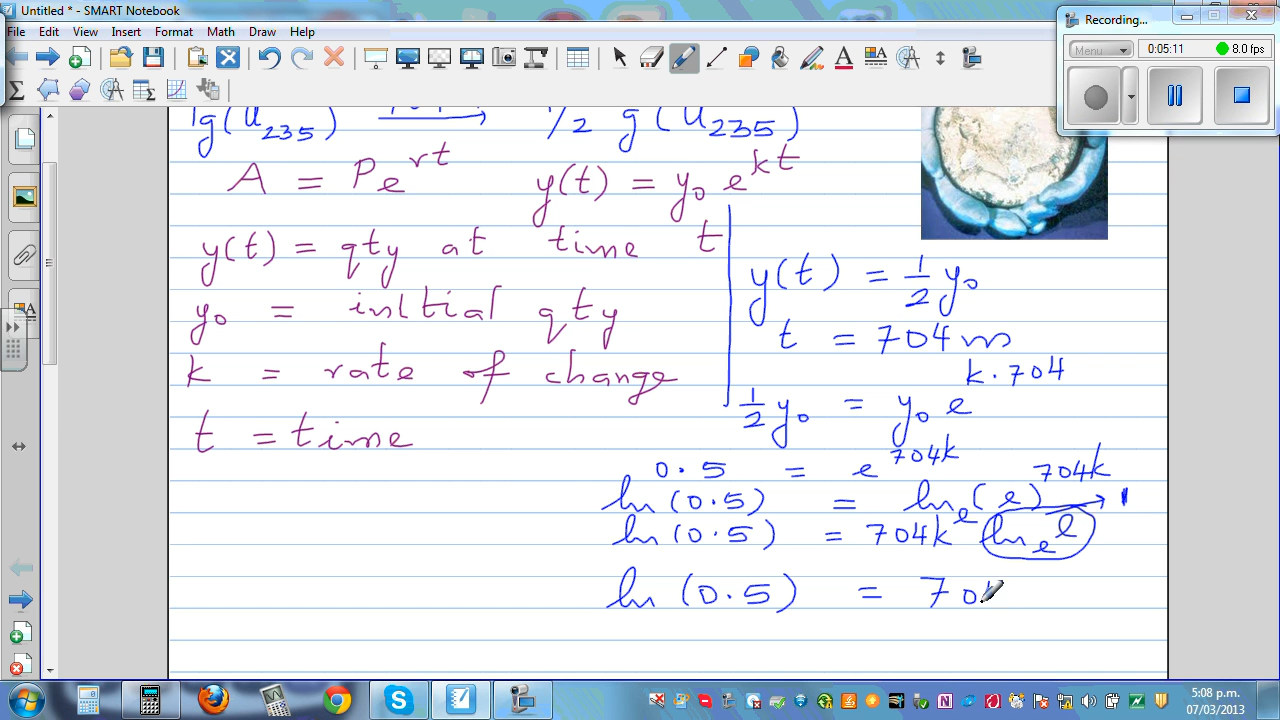 Untitled * - SMART Notebook
File Edit View Insert Format Math Draw Help
Recording...
Menu
0:05:11
8.0 fps
1g(U235) → 1/2 g(U235)
A = Pe^rt y(t) = y₀ e^kt
y(t) = qty at time t
y₀ = initial qty
k = rate of change
t = time
y(t) = 1/2 y₀
t = 704 m
1/2 y₀ = y₀ e^k·704
0.5 = e^704k
ln(0.5) = lnₑ(e)^704k → 1
ln(0.5) = 704k lnₑ e
ln(0.5) = 70
5:08 p.m.
07/03/2013